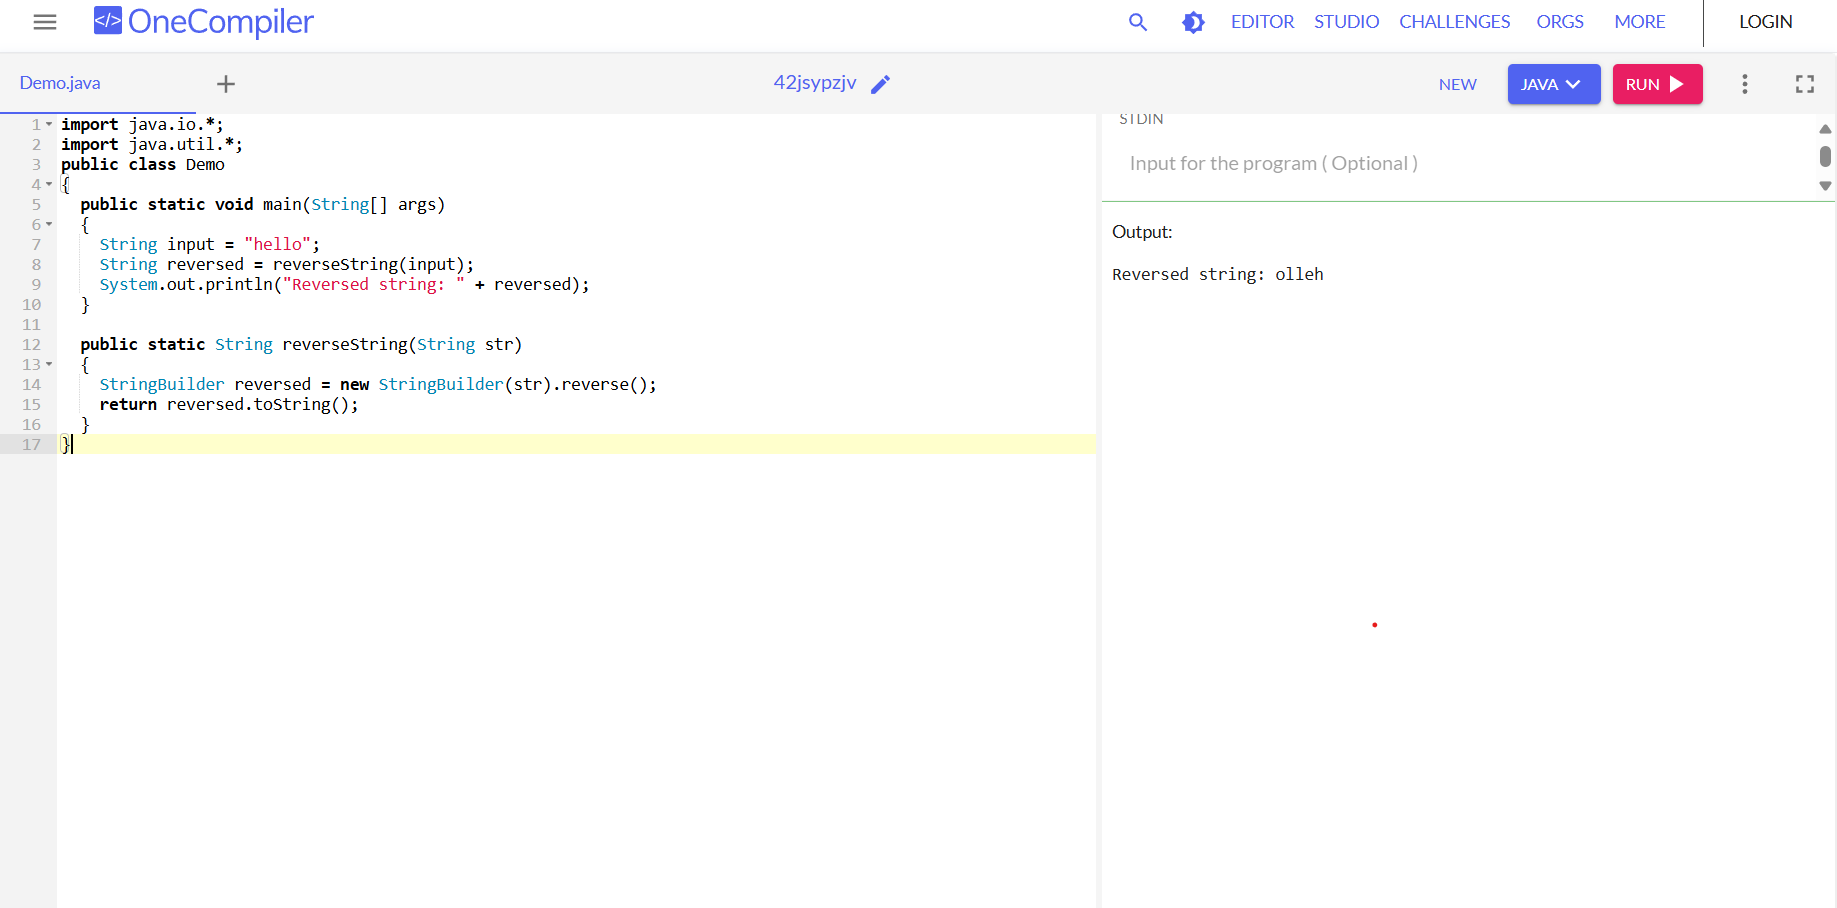 </> OneCompiler
EDITOR STUDIO CHALLENGES ORGS MORE LOGIN
Demo.java + 42jsypzjv NEW JAVA RUN
1 import java.io.*;
2 import java.util.*;
3 public class Demo
4 {
5   public static void main(String[] args)
6   {
7     String input = "hello";
8     String reversed = reverseString(input);
9     System.out.println("Reversed string: " + reversed);
10   }
11
12   public static String reverseString(String str)
13   {
14     StringBuilder reversed = new StringBuilder(str).reverse();
15     return reversed.toString();
16   }
17 }
STDIN
Input for the program ( Optional )
Output:
Reversed string: olleh